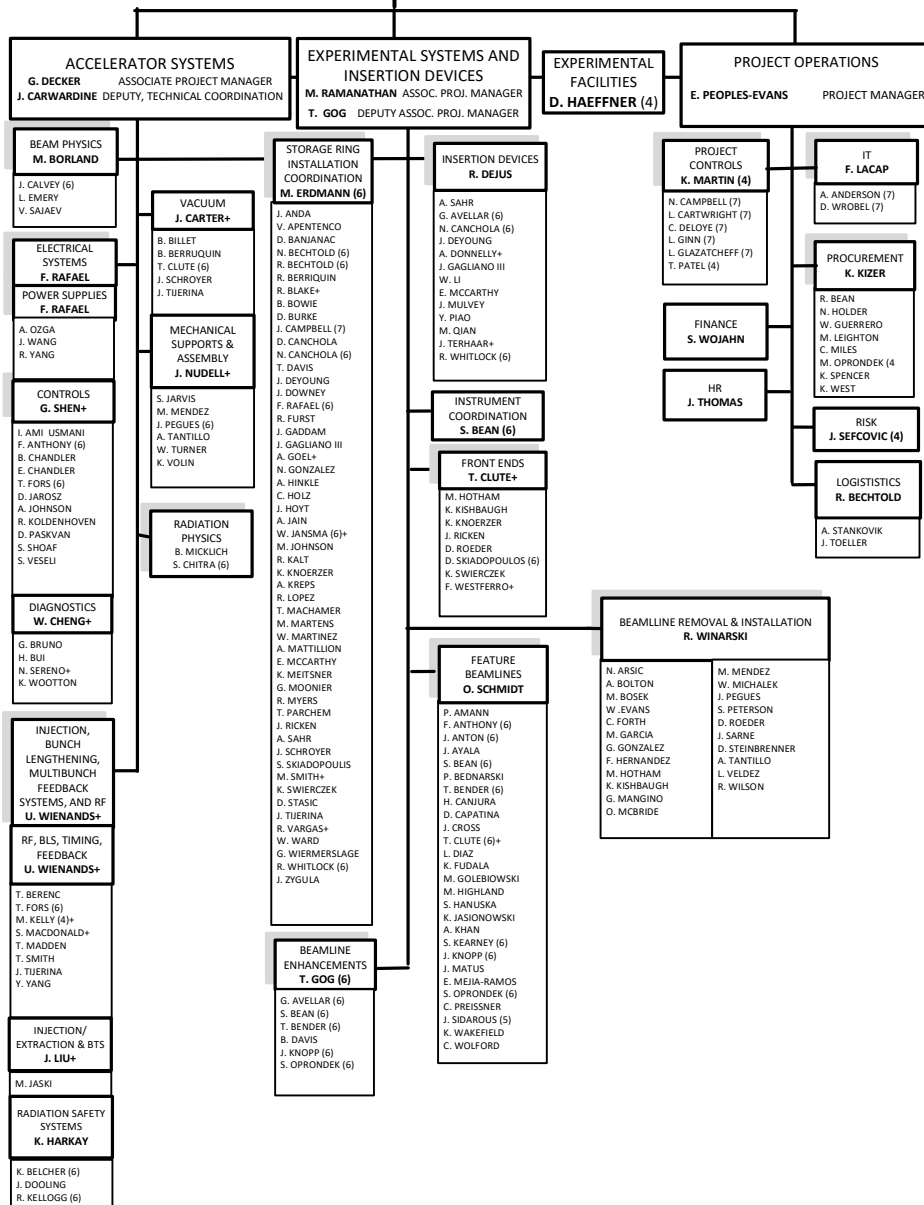 ACCELERATOR SYSTEMS
G. DECKER ASSOCIATE PROJECT MANAGER
J. CARWARDINE DEPUTY, TECHNICAL COORDINATION
EXPERIMENTAL SYSTEMS AND
INSERTION DEVICES
M. RAMANATHAN ASSOC. PROJ. MANAGER
T. GOG DEPUTY ASSOC. PROJ. MANAGER
EXPERIMENTAL
FACILITIES
D. HAEFFNER (4)
PROJECT OPERATIONS
E. PEOPLES-EVANS PROJECT MANAGER
BEAM PHYSICS
M. BORLAND
J. CALVEY (6)
L. EMERY
V. SAJAEV
ELECTRICAL
SYSTEMS
F. RAFAEL
POWER SUPPLIES
F. RAFAEL
A. OZGA
J. WANG
R. YANG
CONTROLS
G. SHEN+
I. AMI USMANI
F. ANTHONY (6)
B. CHANDLER
E. CHANDLER
T. FORS (6)
D. JAROSZ
A. JOHNSON
R. KOLDENHOVEN
D. PASKVAN
S. SHOAF
S. VESELI
DIAGNOSTICS
W. CHENG+
G. BRUNO
H. BUI
N. SERENO+
K. WOOTTON
INJECTION,
BUNCH
LENGTHENING,
MULTIBUNCH
FEEDBACK
SYSTEMS, AND RF
U. WIENANDS+
RF, BLS, TIMING,
FEEDBACK
U. WIENANDS+
T. BERENC
T. FORS (6)
M. KELLY (4)+
S. MACDONALD+
T. MADDEN
T. SMITH
J. TIJERINA
Y. YANG
INJECTION/
EXTRACTION & BTS
J. LIU+
M. JASKI
RADIATION SAFETY
SYSTEMS
K. HARKAY
K. BELCHER (6)
J. DOOLING
R. KELLOGG (6)
VACUUM
J. CARTER+
B. BILLET
B. BERRUQUIN
T. CLUTE (6)
J. SCHROYER
J. TIJERINA
MECHANICAL
SUPPORTS &
ASSEMBLY
J. NUDELL+
S. JARVIS
M. MENDEZ
J. PEGUES (6)
A. TANTILLO
W. TURNER
K. VOLIN
RADIATION
PHYSICS
B. MICKLICH
S. CHITRA (6)
STORAGE RING
INSTALLATION
COORDINATION
M. ERDMANN (6)
J. ANDA
V. APENTENCO
D. BANJANAC
N. BECHTOLD (6)
R. BECHTOLD (6)
R. BERRIQUIN
R. BLAKE+
B. BOWIE
D. BURKE
J. CAMPBELL (7)
D. CANCHOLA
N. CANCHOLA (6)
T. DAVIS
J. DEYOUNG
J. DOWNEY
F. RAFAEL (6)
R. FURST
J. GADDAM
J. GAGLIANO III
A. GOEL+
N. GONZALEZ
A. HINKLE
C. HOLZ
J. HOYT
A. JAIN
W. JANSMA (6)+
M. JOHNSON
R. KALT
K. KNOERZER
A. KREPS
R. LOPEZ
T. MACHAMER
M. MARTENS
W. MARTINEZ
A. MATTILLION
E. MCCARTHY
K. MEITSNER
G. MOONIER
R. MYERS
T. PARCHEM
J. RICKEN
A. SAHR
J. SCHROYER
S. SKIADOPOULIS
M. SMITH+
K. SWIERCZEK
D. STASIC
J. TIJERINA
R. VARGAS+
W. WARD
G. WIERMERSLAGE
R. WHITLOCK (6)
J. ZYGULA
BEAMLINE
ENHANCEMENTS
T. GOG (6)
G. AVELLAR (6)
S. BEAN (6)
T. BENDER (6)
B. DAVIS
J. KNOPP (6)
S. OPRONDEK (6)
INSERTION DEVICES
R. DEJUS
A. SAHR
G. AVELLAR (6)
N. CANCHOLA (6)
J. DEYOUNG
A. DONNELLY+
J. GAGLIANO III
W. LI
E. MCCARTHY
J. MULVEY
Y. PIAO
M. QIAN
J. TERHAAR+
R. WHITLOCK (6)
INSTRUMENT
COORDINATION
S. BEAN (6)
FRONT ENDS
T. CLUTE+
M. HOTHAM
K. KISHBAUGH
K. KNOERZER
J. RICKEN
D. ROEDER
D. SKIADOPOULOS (6)
K. SWIERCZEK
F. WESTFERRO+
FEATURE
BEAMLINES
O. SCHMIDT
P. AMANN
F. ANTHONY (6)
J. ANTON (6)
J. AYALA
S. BEAN (6)
P. BEDNARSKI
T. BENDER (6)
H. CANJURA
D. CAPATINA
J. CROSS
T. CLUTE (6)+
L. DIAZ
K. FUDALA
M. GOLEBIOWSKI
M. HIGHLAND
S. HANUSKA
K. JASIONOWSKI
A. KHAN
S. KEARNEY (6)
J. KNOPP (6)
J. MATUS
E. MEJIA-RAMOS
S. OPRONDEK (6)
C. PREISSNER
J. SIDAROUS (5)
K. WAKEFIELD
C. WOLFORD
BEAMLLINE REMOVAL & INSTALLATION
R. WINARSKI
N. ARSIC
A. BOLTON
M. BOSEK
W .EVANS
C. FORTH
M. GARCIA
G. GONZALEZ
F. HERNANDEZ
M. HOTHAM
K. KISHBAUGH
G. MANGINO
O. MCBRIDE
M. MENDEZ
W. MICHALEK
J. PEGUES
S. PETERSON
D. ROEDER
J. SARNE
D. STEINBRENNER
A. TANTILLO
L. VELDEZ
R. WILSON
PROJECT
CONTROLS
K. MARTIN (4)
N. CAMPBELL (7)
L. CARTWRIGHT (7)
C. DELOYE (7)
L. GINN (7)
L. GLAZATCHEFF (7)
T. PATEL (4)
FINANCE
S. WOJAHN
HR
J. THOMAS
IT
F. LACAP
A. ANDERSON (7)
D. WROBEL (7)
PROCUREMENT
K. KIZER
R. BEAN
N. HOLDER
W. GUERRERO
M. LEIGHTON
C. MILES
M. OPRONDEK (4
K. SPENCER
K. WEST
RISK
J. SEFCOVIC (4)
LOGISTISTICS
R. BECHTOLD
A. STANKOVIK
J. TOELLER